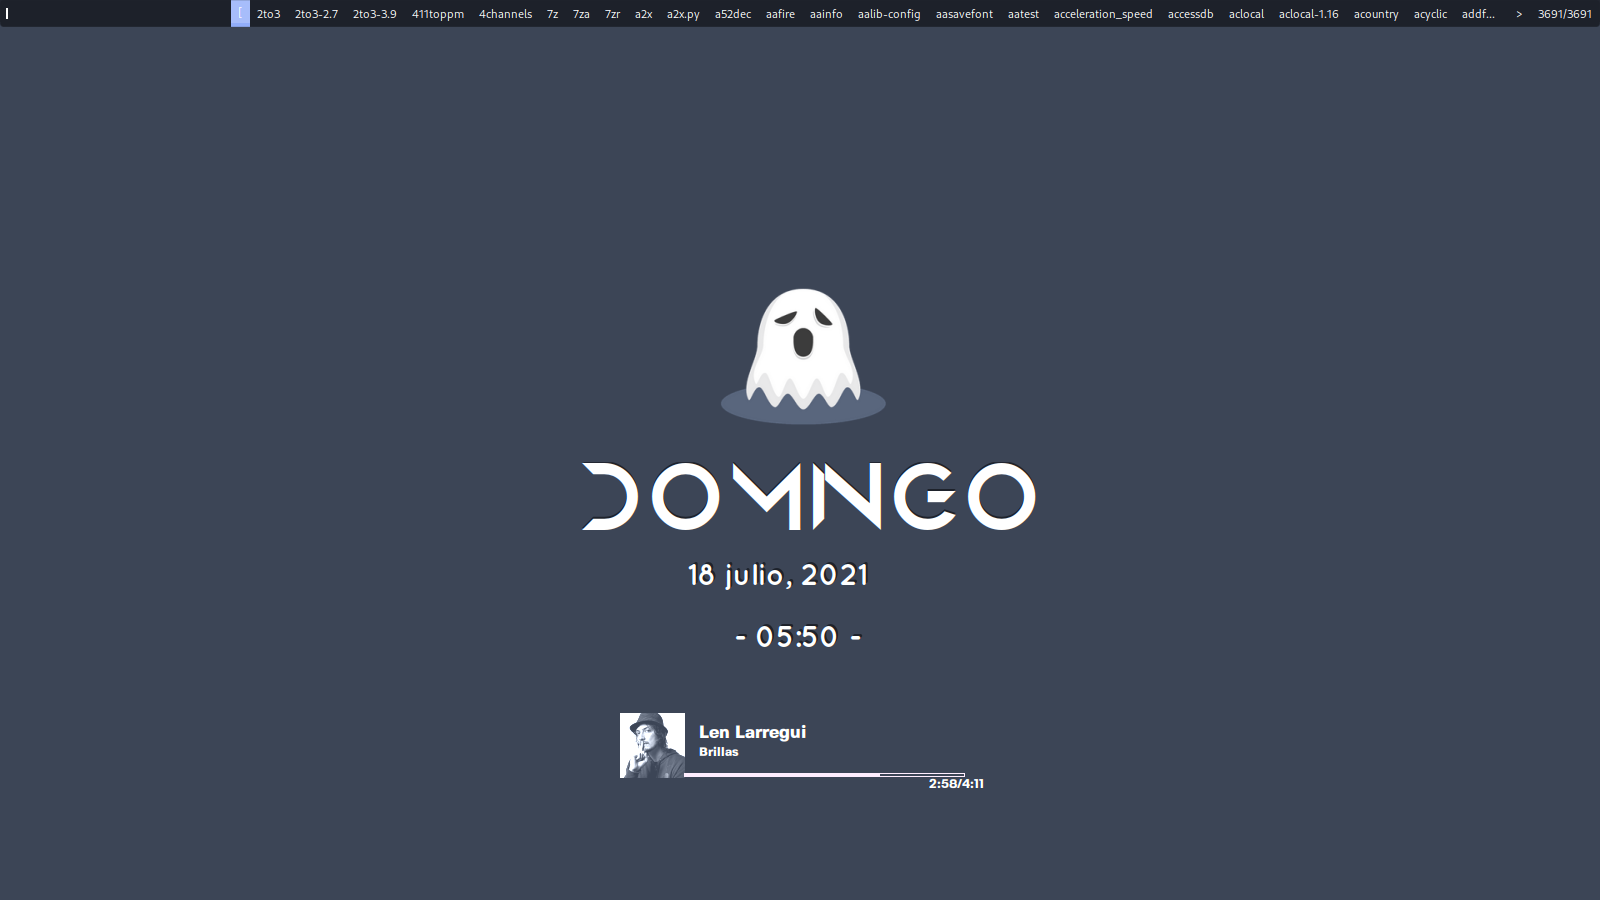 [ 2to3 2to3-2.7 2to3-3.9 411toppm 4channels 7z 7za 7zr a2x a2x.py a52dec aafire aainfo aalib-config aasavefont aatest acceleration_speed accessdb aclocal aclocal-1.16 acountry acyclic addf... > 3691/3691
DOMINGO
18 julio, 2021
- 05:50 -
Len Larregui
Brillas
2:58/4:11